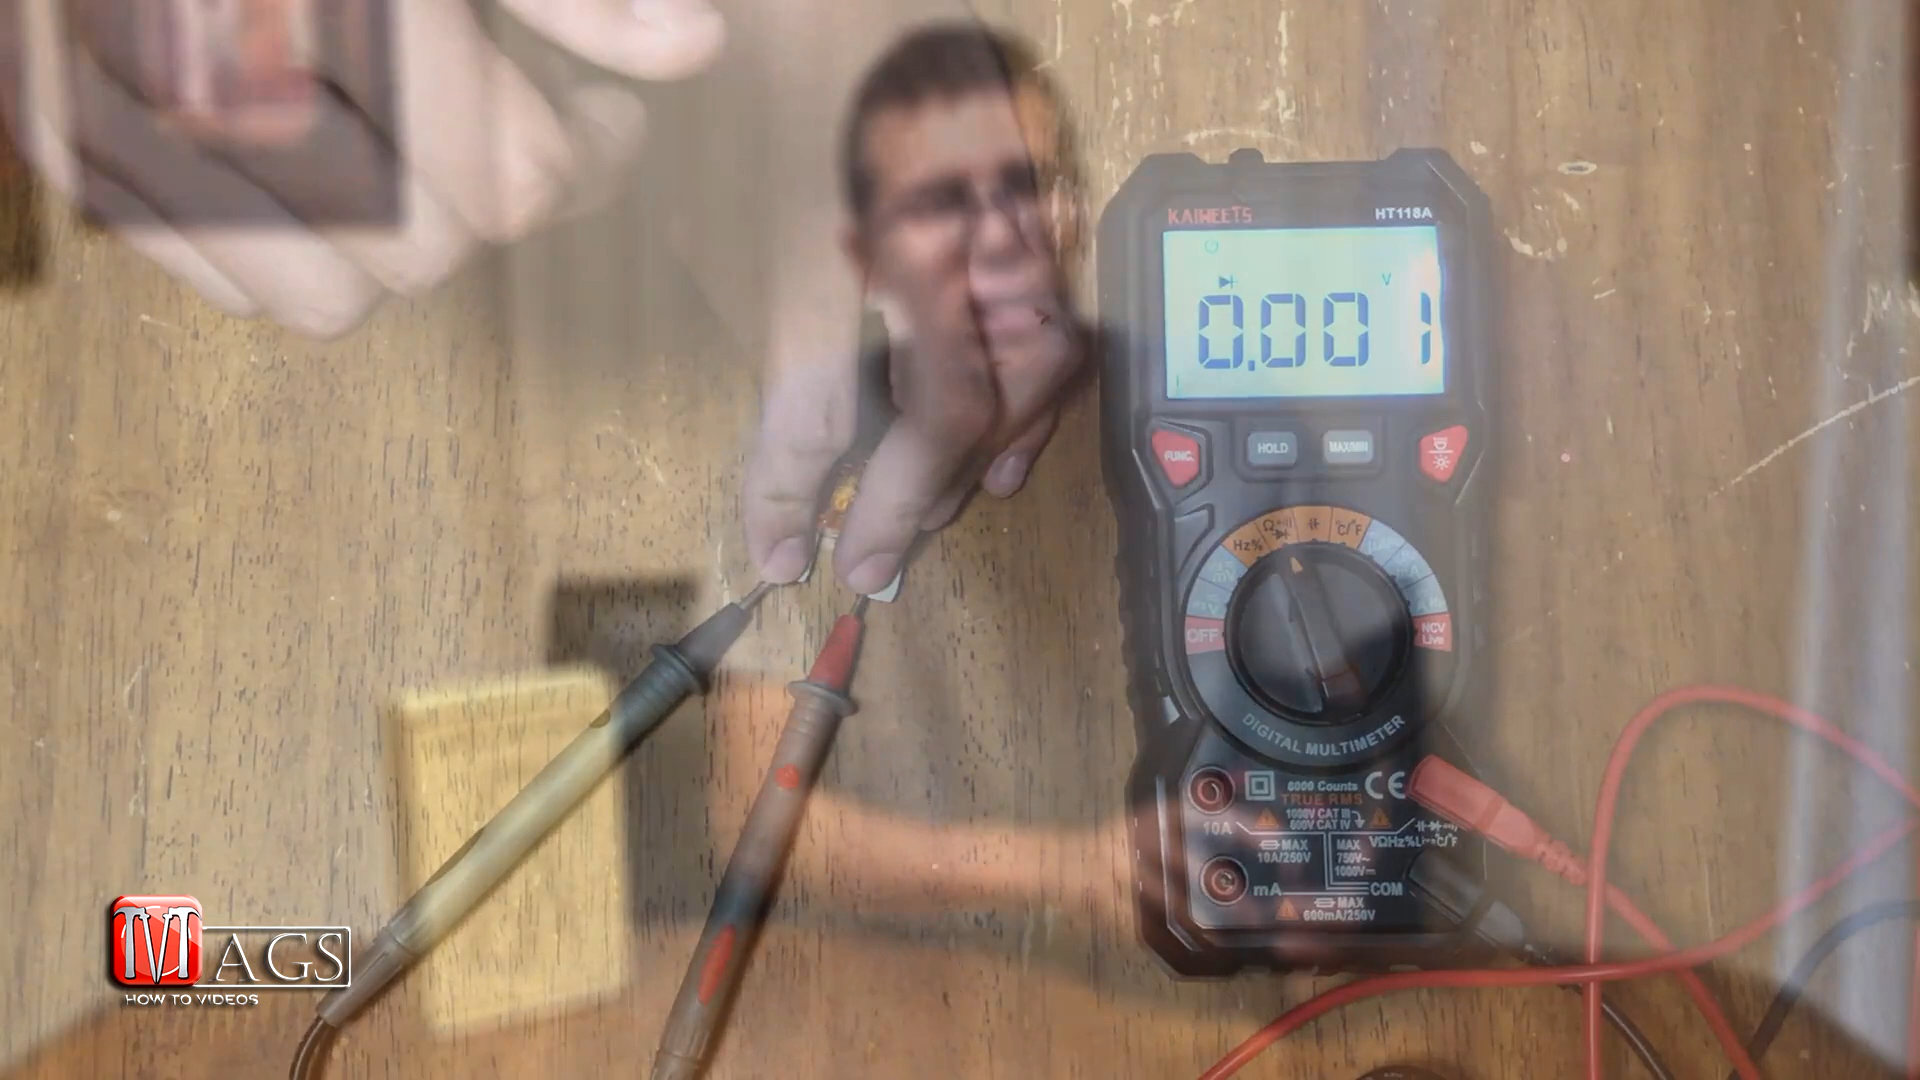 KAIWEETS
HT118A
V
0.001
FUNC.
HOLD
MAX/MIN
Hz%
Ω
°C/°F
mV
V
OFF
NCV
Live
DIGITAL MULTIMETER
6000 Counts
CE
TRUE RMS
1000V CAT III
600V CAT IV
10A
MAX
10A/250V
MAX
750V~
1000V
VΩHz%
°C/°F
mA
COM
MAX
600mA/250V
MAGS
HOW TO VIDEOS